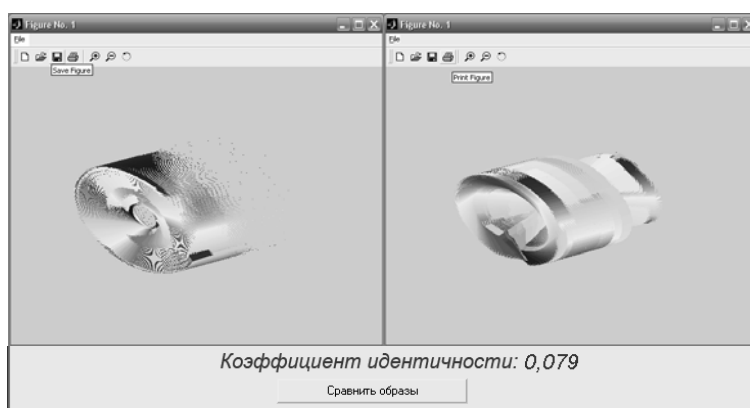 Figure No. 1
File
Save Figure
Figure No. 1
File
Print Figure
Коэффициент идентичности: 0,079
Сравнить образы